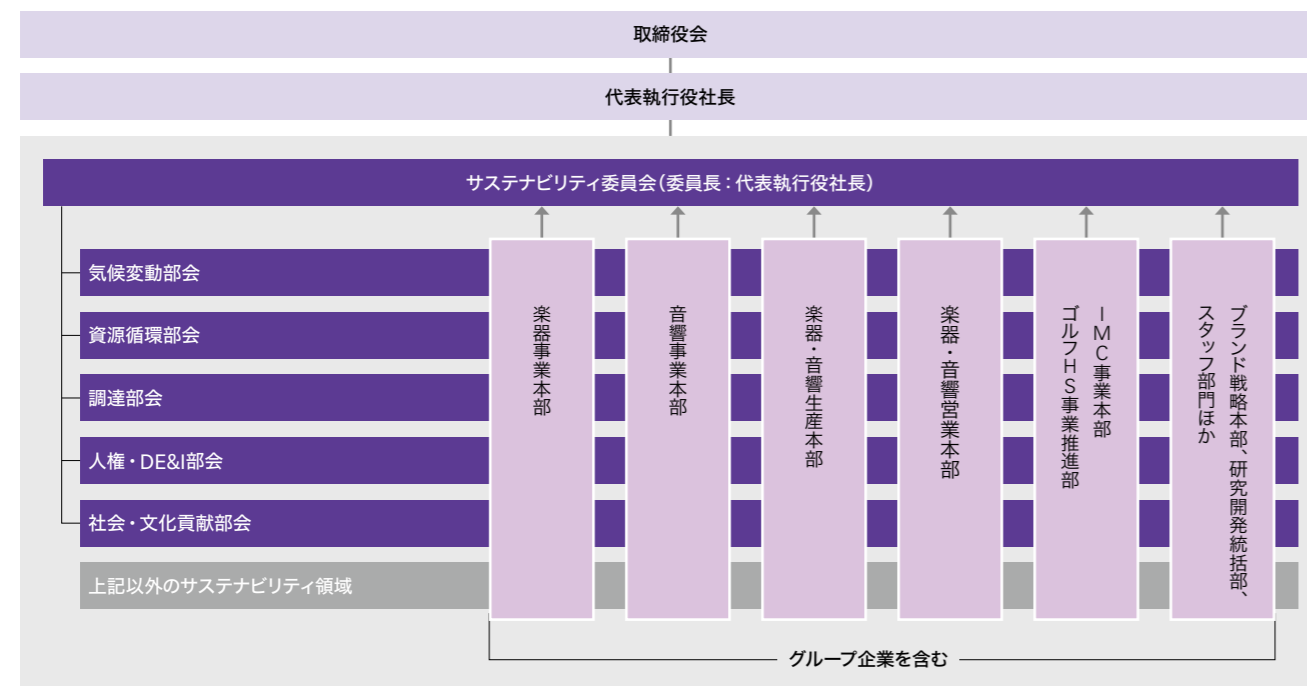 取締役会
代表執行役社長
サステナビリティ委員会(委員長:代表執行役社長)
気候変動部会
資源循環部会
調達部会
人権・DE&I部会
社会・文化貢献部会
上記以外のサステナビリティ領域
楽器事業本部
音響事業本部
楽器・音響生産本部
楽器・音響営業本部
IMC事業本部
ゴルフHS事業推進部
ブランド戦略本部、研究開発統括部、
スタッフ部門ほか
グループ企業を含む